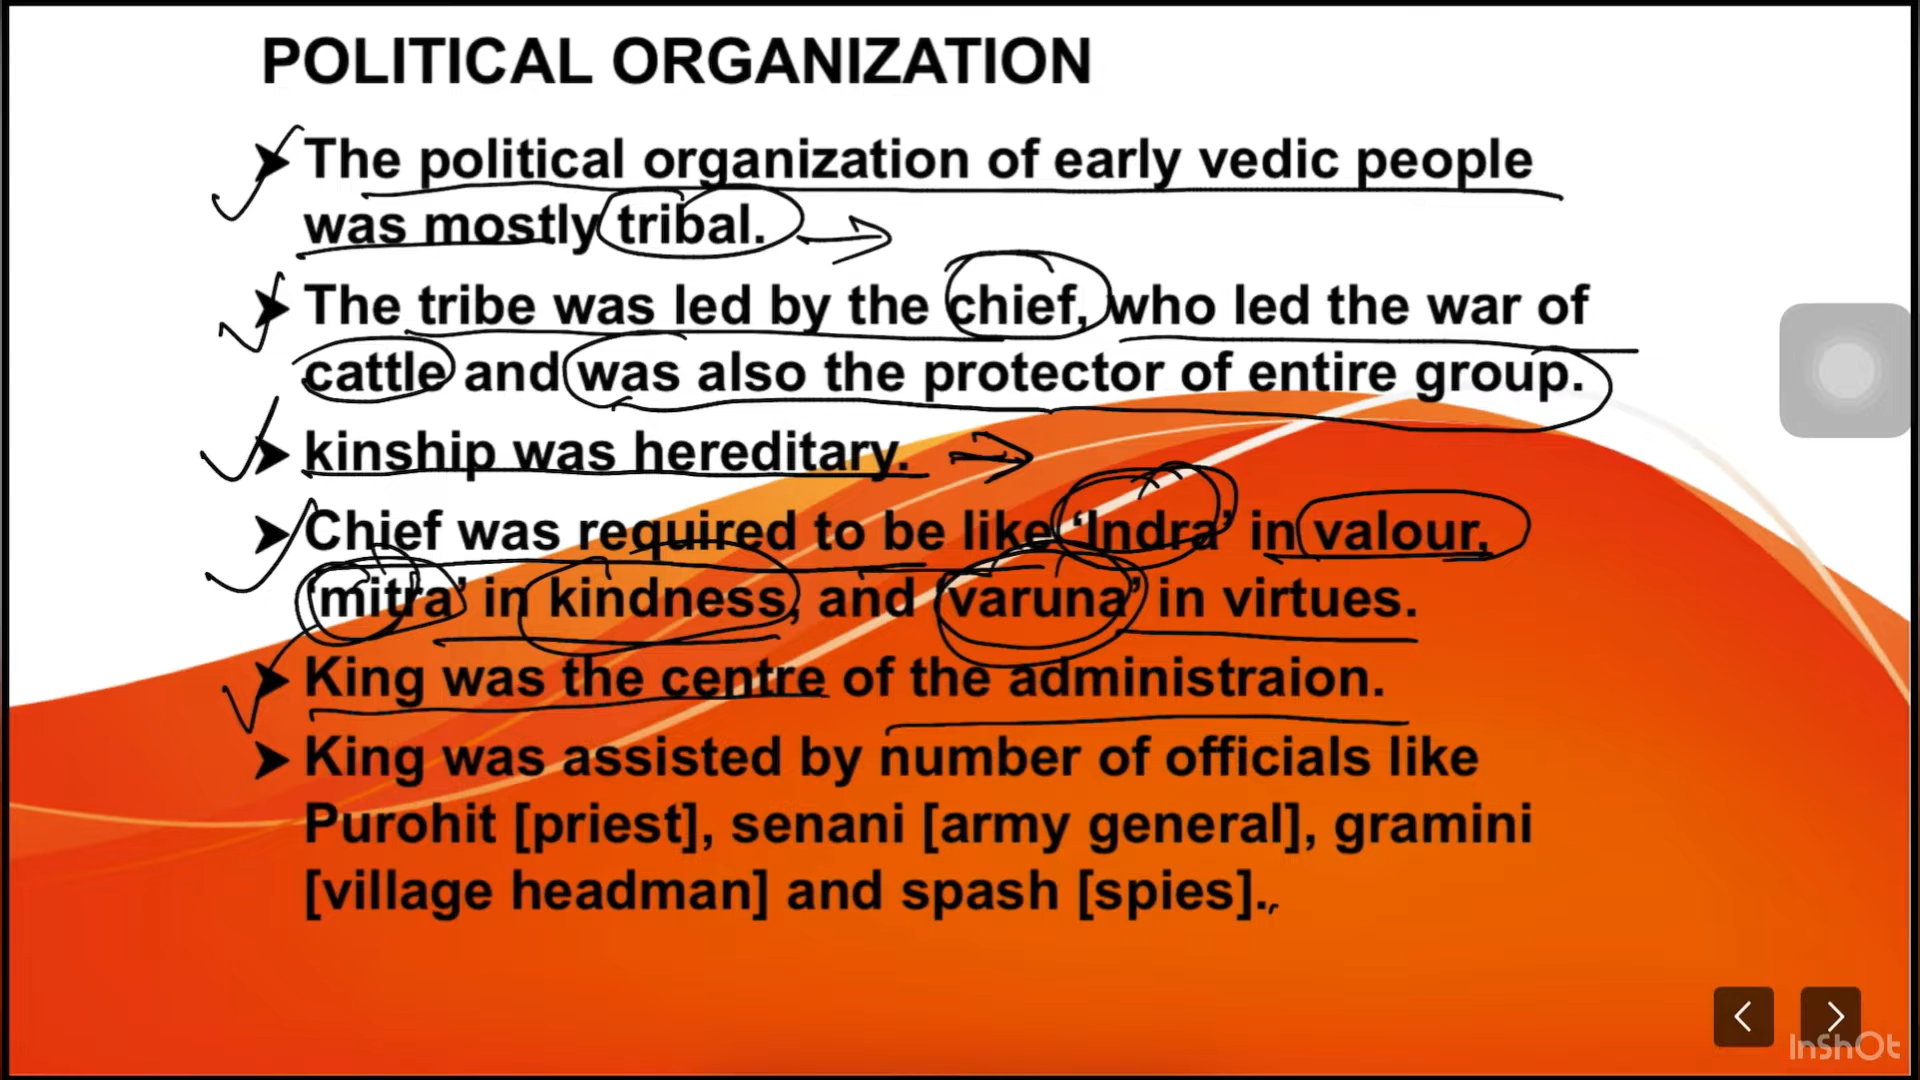 POLITICAL ORGANIZATION
➤ The political organization of early vedic people
was mostly tribal.
➤ The tribe was led by the chief, who led the war of
cattle and was also the protector of entire group.
➤ kinship was hereditary.
➤ Chief was required to be like ‘Indra’ in valour,
‘mitra’ in kindness, and ‘varuna’ in virtues.
➤ King was the centre of the administraion.
➤ King was assisted by number of officials like
Purohit [priest], senani [army general], gramini
[village headman] and spash [spies].
InShOt